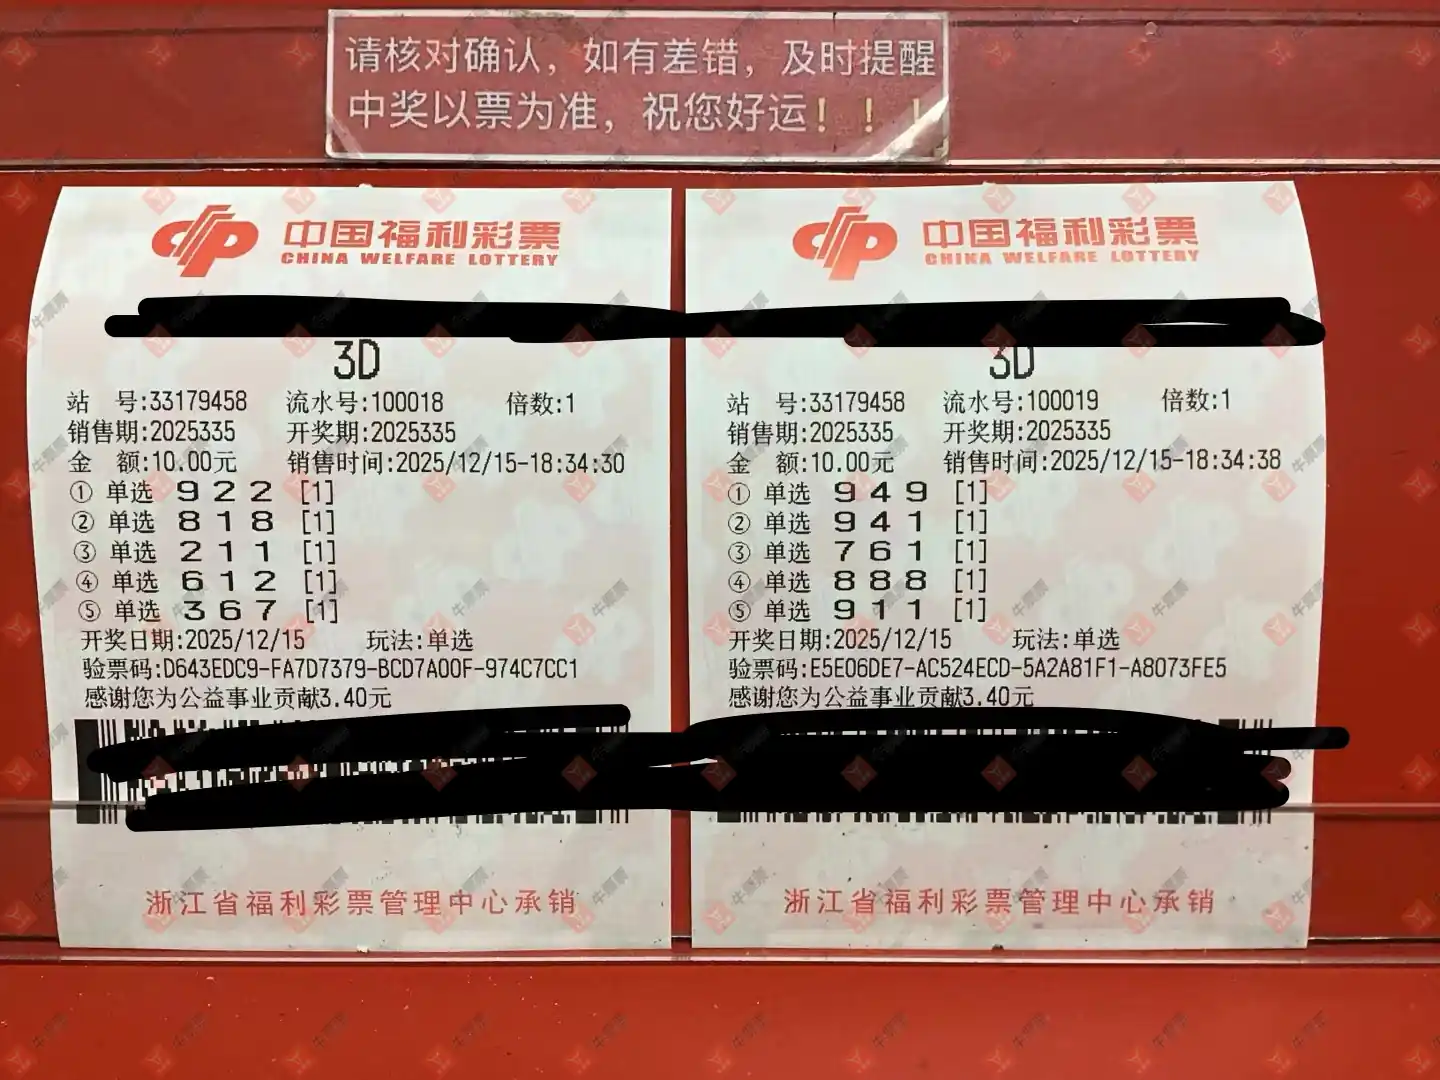 请核对确认，如有差错，及时提醒
中奖以票为准，祝您好运！！！
中国福利彩票
CHINA WELFARE LOTTERY
3D
站 号:33179458 流水号:100018 倍数:1
销售期:2025335 开奖期:2025335
金 额:10.00元 销售时间:2025/12/15-18:34:30
① 单选 9 2 2 [1]
② 单选 8 1 8 [1]
③ 单选 2 1 1 [1]
④ 单选 6 1 2 [1]
⑤ 单选 3 6 7 [1]
开奖日期:2025/12/15 玩法:单选
验票码:D643EDC9-FA7D7379-BCD7A00F-974C7CC1
感谢您为公益事业贡献3.40元
浙江省福利彩票管理中心承销
中国福利彩票
CHINA WELFARE LOTTERY
3D
站 号:33179458 流水号:100019 倍数:1
销售期:2025335 开奖期:2025335
金 额:10.00元 销售时间:2025/12/15-18:34:38
① 单选 9 4 9 [1]
② 单选 9 4 1 [1]
③ 单选 7 6 1 [1]
④ 单选 8 8 8 [1]
⑤ 单选 9 1 1 [1]
开奖日期:2025/12/15 玩法:单选
验票码:E5E06DE7-AC524ECD-5A2A81F1-A8073FE5
感谢您为公益事业贡献3.40元
浙江省福利彩票管理中心承销